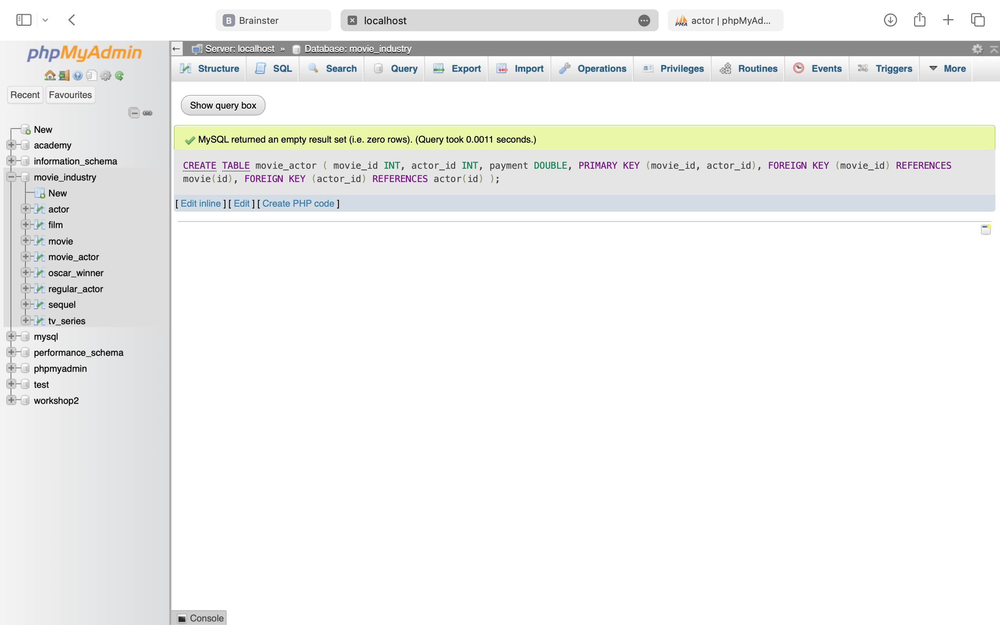 B Brainster
localhost
PMA actor | phpMyAd...
phpMyAdmin
Server: localhost » Database: movie_industry
Structure SQL Search Query Export Import Operations Privileges Routines Events Triggers More
Recent Favourites
Show query box
New
academy
information_schema
movie_industry
New
actor
film
movie
movie_actor
oscar_winner
regular_actor
sequel
tv_series
mysql
performance_schema
phpmyadmin
test
workshop2
MySQL returned an empty result set (i.e. zero rows). (Query took 0.0011 seconds.)
CREATE TABLE movie_actor ( movie_id INT, actor_id INT, payment DOUBLE, PRIMARY KEY (movie_id, actor_id), FOREIGN KEY (movie_id) REFERENCES
movie(id), FOREIGN KEY (actor_id) REFERENCES actor(id) );
[ Edit inline ] [ Edit ] [ Create PHP code ]
Console